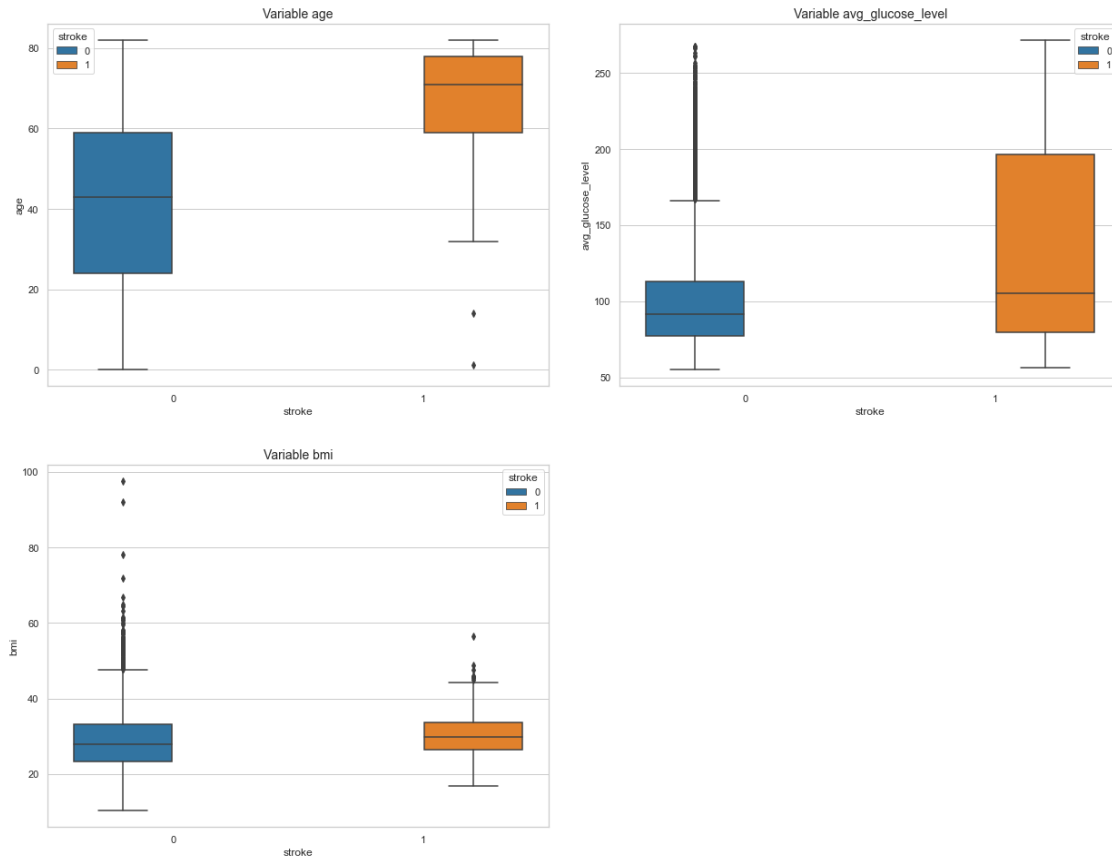 Variable age
stroke
0
1
80
60
40
20
0
age
0
1
stroke
Variable avg_glucose_level
stroke
0
1
250
200
150
100
50
avg_glucose_level
0
1
stroke
Variable bmi
stroke
0
1
100
80
60
40
20
bmi
0
1
stroke